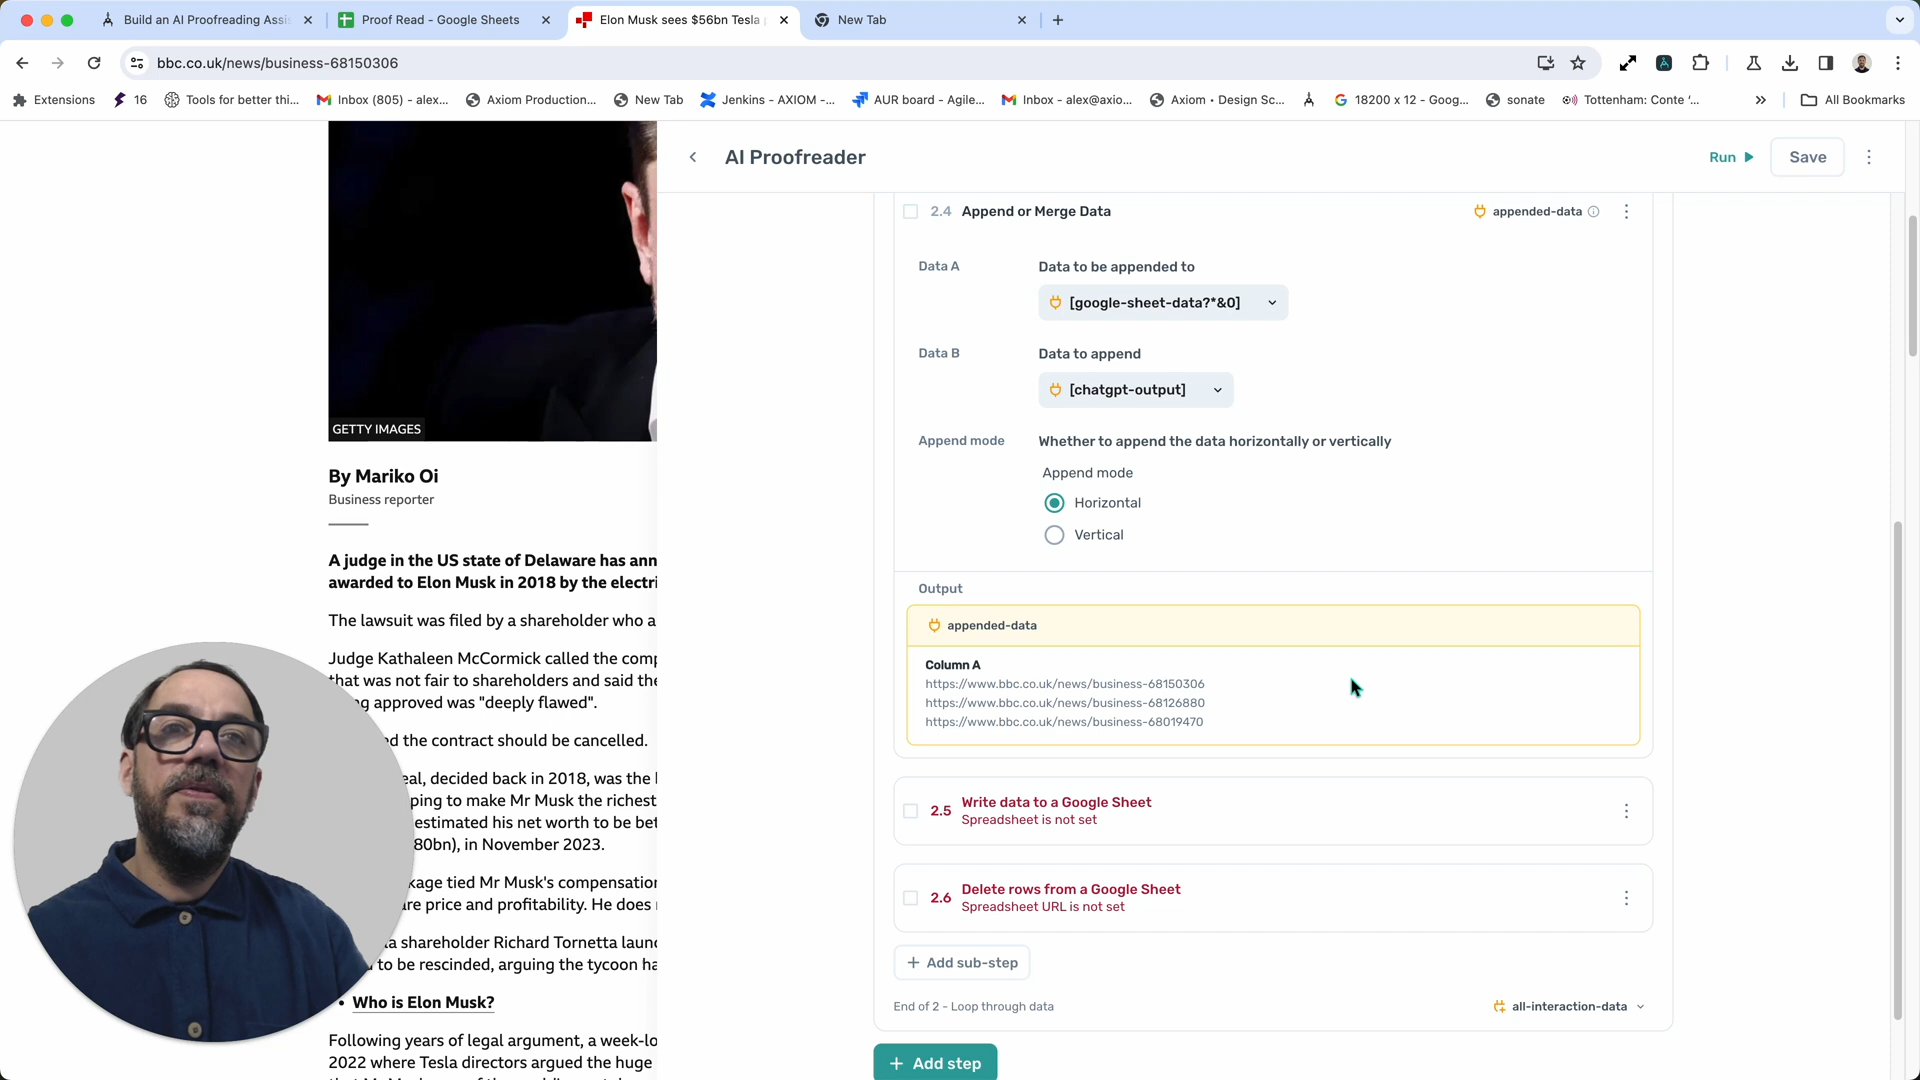 Build an AI Proofreading Assi
Proof Read - Google Sheets
Elon Musk sees $56bn Tesla
New Tab
bbc.co.uk/news/business-68150306
Extensions
16
Tools for better thi...
Inbox (805) - alex...
Axiom Production...
New Tab
Jenkins - AXIOM -...
AUR board - Agile...
Inbox - alex@axio...
Axiom • Design Sc...
18200 x 12 - Goog...
sonate
Tottenham: Conte ‘...
All Bookmarks
GETTY IMAGES
By Mariko Oi
Business reporter
A judge in the US state of Delaware has ann
awarded to Elon Musk in 2018 by the electri
The lawsuit was filed by a shareholder who a
Judge Kathaleen McCormick called the comp
that was not fair to shareholders and said the
g approved was "deeply flawed".
d the contract should be cancelled.
eal, decided back in 2018, was the
ping to make Mr Musk the richest
estimated his net worth to be bet
80bn), in November 2023.
kage tied Mr Musk's compensation
re price and profitability. He does
a shareholder Richard Tornetta launc
to be rescinded, arguing the tycoon ha
• Who is Elon Musk?
Following years of legal argument, a week-lo
2022 where Tesla directors argued the huge
AI Proofreader
Run
Save
2.4 Append or Merge Data
appended-data
Data A
Data to be appended to
[google-sheet-data?*&0]
Data B
Data to append
[chatgpt-output]
Append mode
Whether to append the data horizontally or vertically
Append mode
Horizontal
Vertical
Output
appended-data
Column A
https://www.bbc.co.uk/news/business-68150306
https://www.bbc.co.uk/news/business-68126880
https://www.bbc.co.uk/news/business-68019470
2.5 Write data to a Google Sheet
Spreadsheet is not set
2.6 Delete rows from a Google Sheet
Spreadsheet URL is not set
+ Add sub-step
End of 2 - Loop through data
all-interaction-data
+ Add step